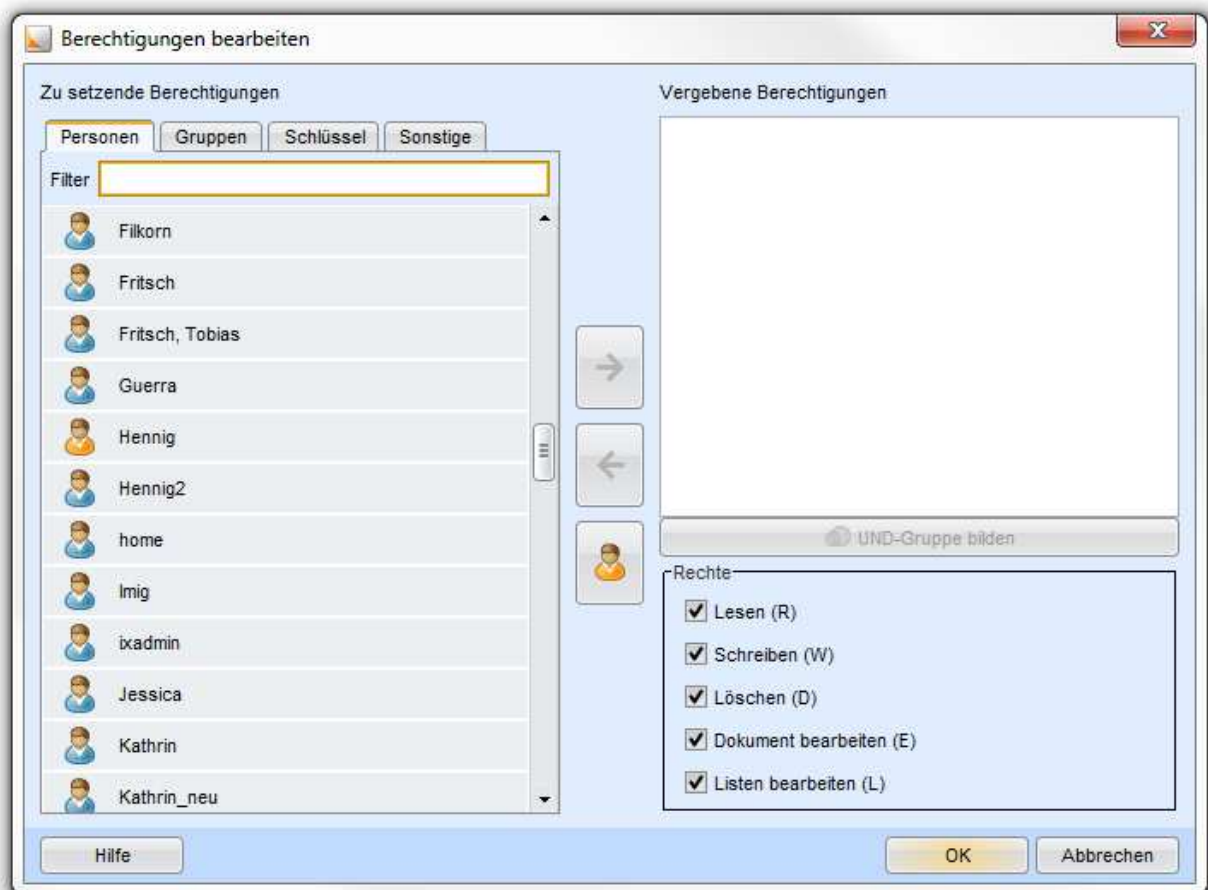 Berechtigungen bearbeiten
Zu setzende Berechtigungen
Personen Gruppen Schlüssel Sonstige
Filter
Filkorn
Fritsch
Fritsch, Tobias
Guerra
Hennig
Hennig2
home
Imig
ixadmin
Jessica
Kathrin
Kathrin_neu
Vergebene Berechtigungen
UND-Gruppe bilden
Rechte
Lesen (R)
Schreiben (W)
Löschen (D)
Dokument bearbeiten (E)
Listen bearbeiten (L)
Hilfe OK Abbrechen